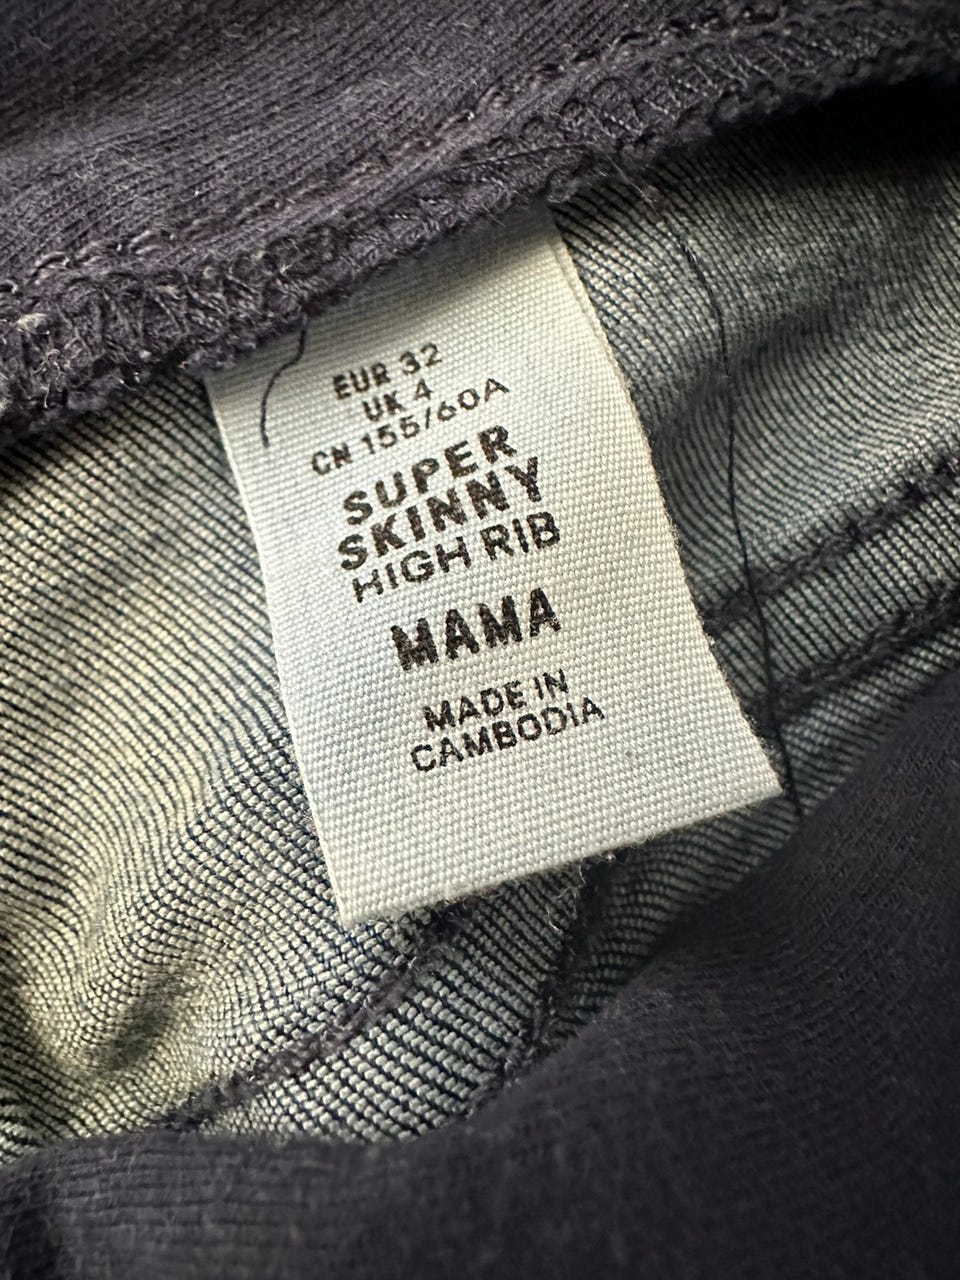 EUR 32
UK 4
CN 155/60A
SUPER
SKINNY
HIGH RIB
MAMA
MADE IN
CAMBODIA